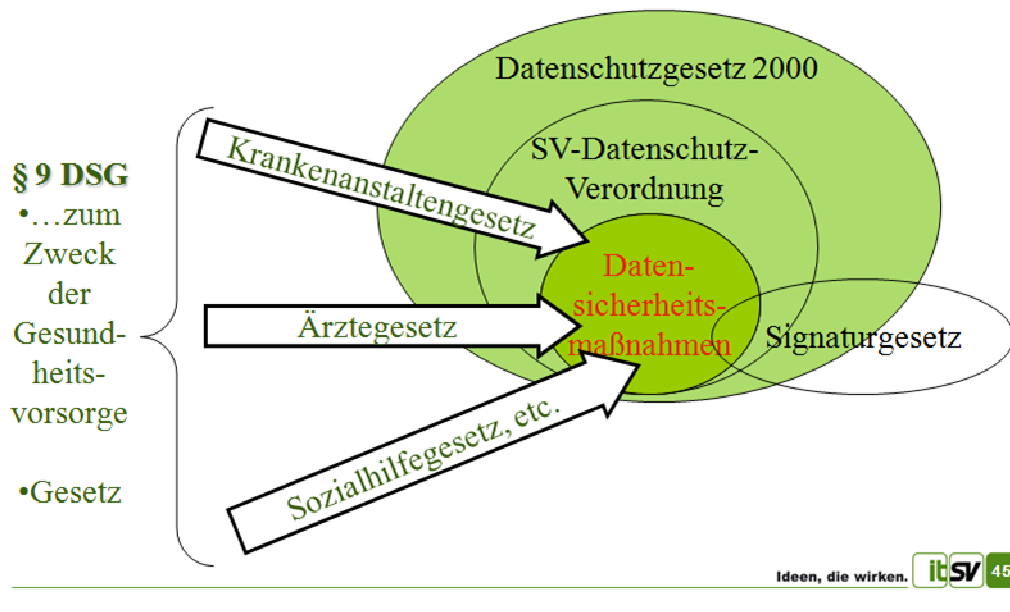 § 9 DSG
•…zum
Zweck
der
Gesund-
heits-
vorsorge
•Gesetz
Krankenanstaltengesetz
Ärztegesetz
Sozialhilfegesetz, etc.
Datenschutzgesetz 2000
SV-Datenschutz-
Verordnung
Daten-
sicherheits-
maßnahmen
Signaturgesetz
Ideen, die wirken. itSV 45